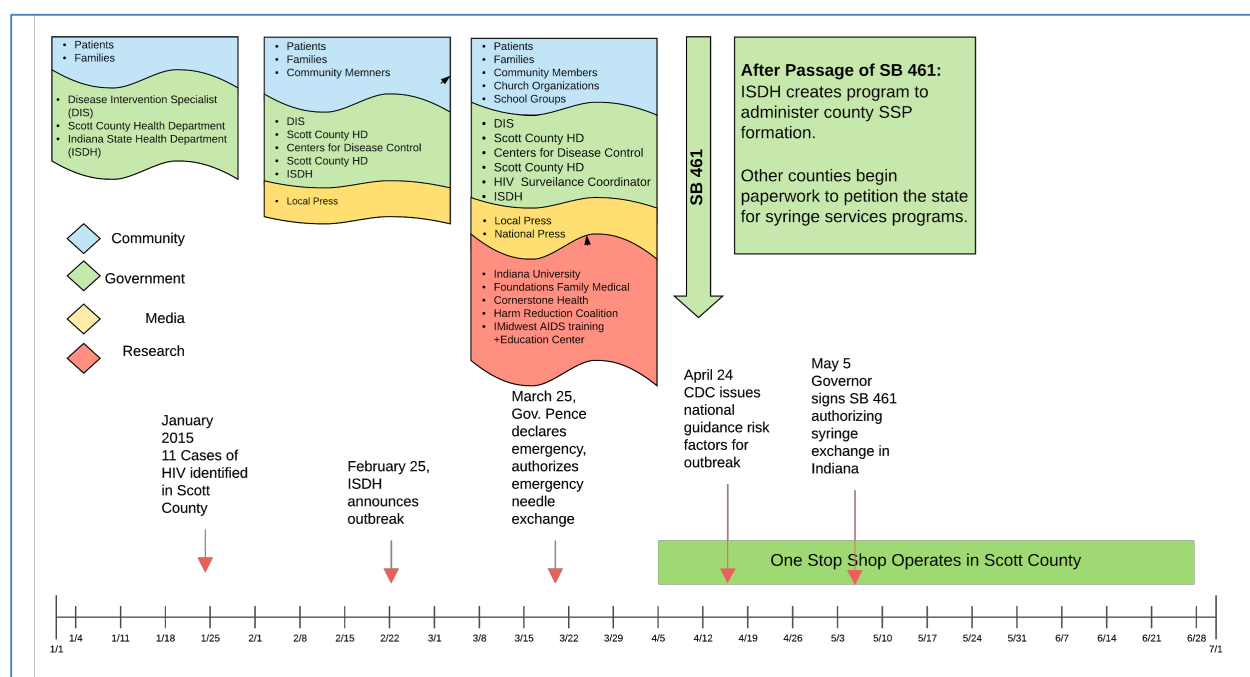 • Patients
• Families
• Disease Intervention Specialist
(DIS)
• Scott County Health Department
• Indiana State Health Department
(ISDH)
• Patients
• Families
• Community Memners
• DIS
• Scott County HD
• Centers for Disease Control
• Scott County HD
• ISDH
• Local Press
• Patients
• Families
• Community Members
• Church Organizations
• School Groups
• DIS
• Scott County HD
• Centers for Disease Control
• Scott County HD
• HIV Surveilance Coordinator
• ISDH
• Local Press
• National Press
• Indiana University
• Foundations Family Medical
• Cornerstone Health
• Harm Reduction Coalition
• IMidwest AIDS training
+Education Center
SB 461
After Passage of SB 461:
ISDH creates program to
administer county SSP
formation.
Other counties begin
paperwork to petition the state
for syringe services programs.
Community
Government
Media
Research
January
2015
11 Cases of
HIV identified
in Scott
County
February 25,
ISDH
announces
outbreak
March 25,
Gov. Pence
declares
emergency,
authorizes
emergency
needle
exchange
April 24
CDC issues
national
guidance risk
factors for
outbreak
May 5
Governor
signs SB 461
authorizing
syringe
exchange in
Indiana
One Stop Shop Operates in Scott County
1/1 1/4 1/11 1/18 1/25 2/1 2/8 2/15 2/22 3/1 3/8 3/15 3/22 3/29 4/5 4/12 4/19 4/26 5/3 5/10 5/17 5/24 5/31 6/7 6/14 6/21 6/28 7/1